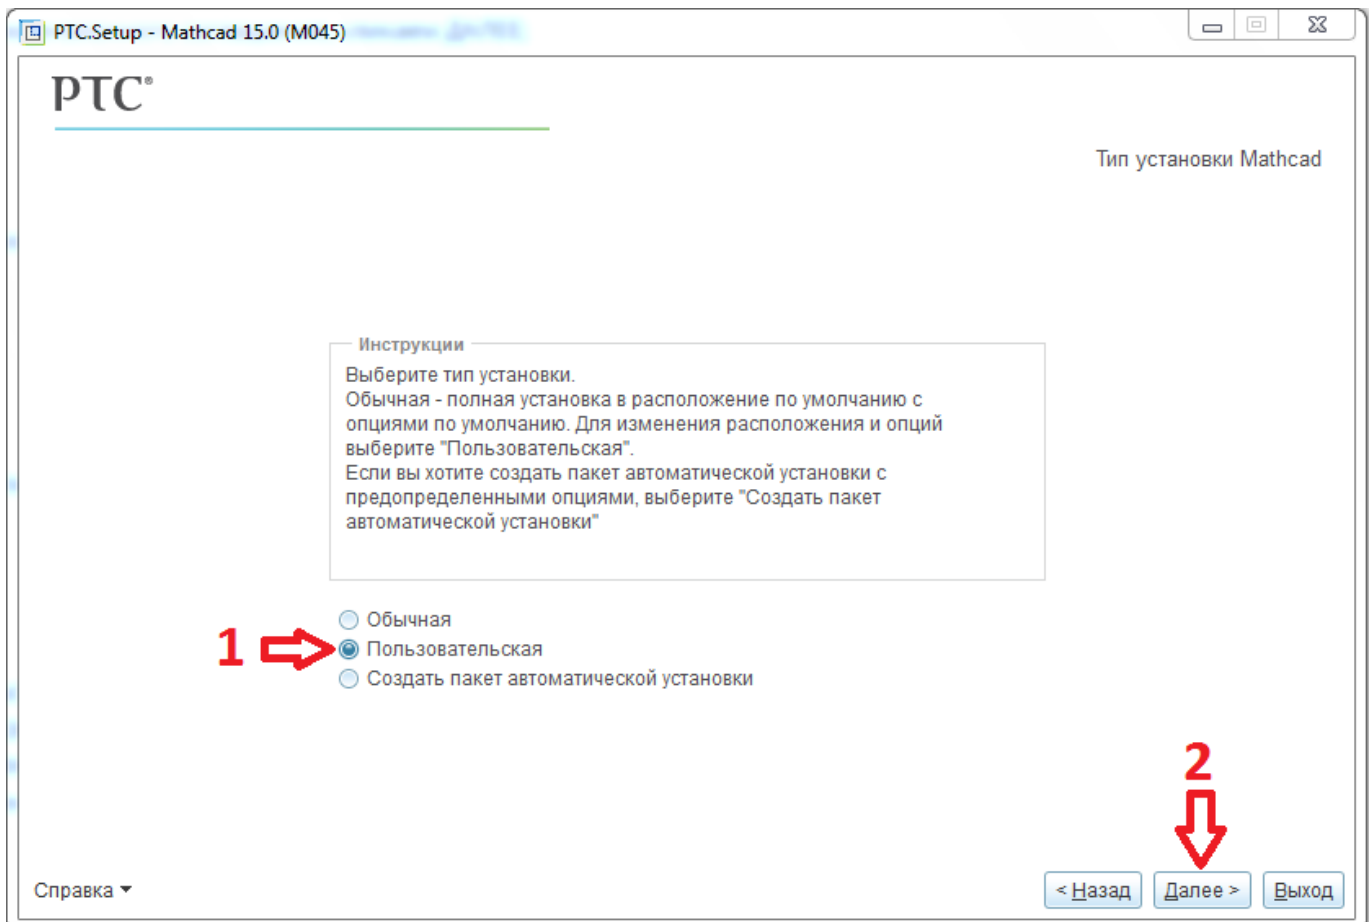 PTC.Setup - Mathcad 15.0 (M045)
PTC®
Тип установки Mathcad
Инструкции
Выберите тип установки.
Обычная - полная установка в расположение по умолчанию с
опциями по умолчанию. Для изменения расположения и опций
выберите "Пользовательская".
Если вы хотите создать пакет автоматической установки с
предопределенными опциями, выберите "Создать пакет
автоматической установки"
Обычная
1 Пользовательская
Создать пакет автоматической установки
2
Справка
< Назад Далее > Выход